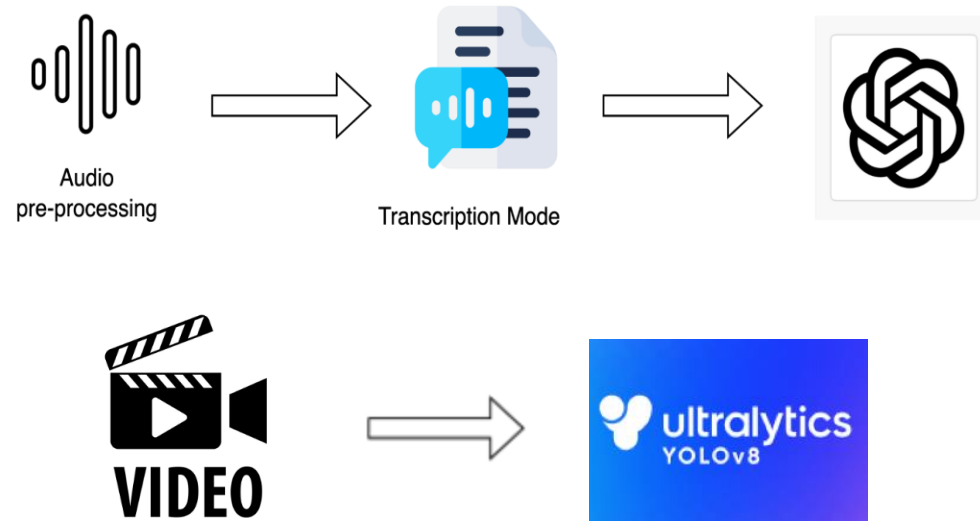 Audio
pre-processing
Transcription Mode
VIDEO
ultralytics
YOLOv8